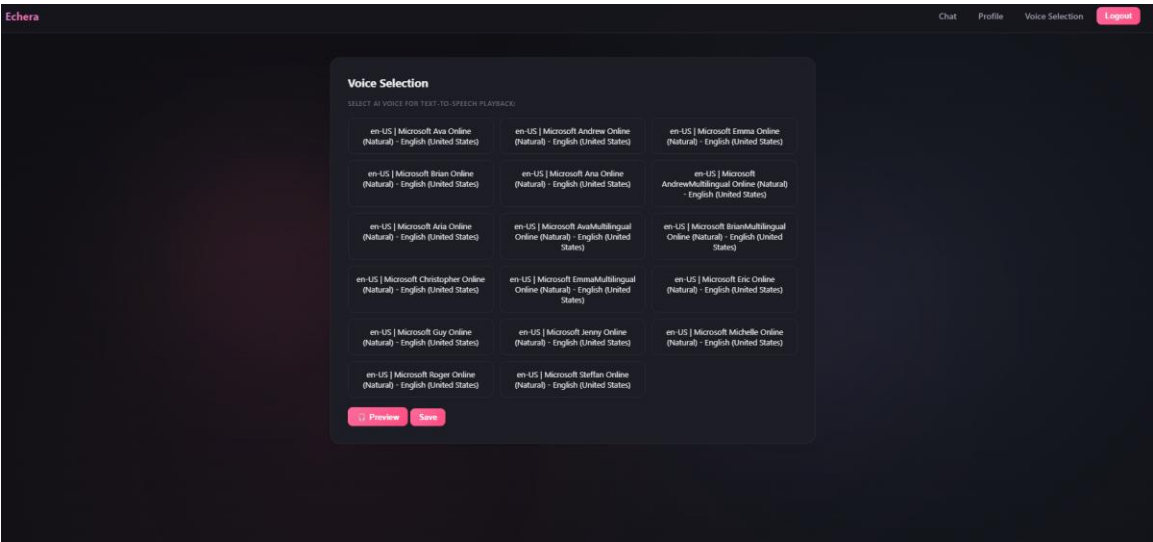 Echera
Chat Profile Voice Selection Logout
Voice Selection
SELECT AI VOICE FOR TEXT-TO-SPEECH PLAYBACK:
en-US | Microsoft Ava Online
(Natural) - English (United States)
en-US | Microsoft Andrew Online
(Natural) - English (United States)
en-US | Microsoft Emma Online
(Natural) - English (United States)
en-US | Microsoft Brian Online
(Natural) - English (United States)
en-US | Microsoft Ana Online
(Natural) - English (United States)
en-US | Microsoft
AndrewMultilingual Online (Natural)
- English (United States)
en-US | Microsoft Aria Online
(Natural) - English (United States)
en-US | Microsoft AvaMultilingual
Online (Natural) - English (United
States)
en-US | Microsoft BrianMultilingual
Online (Natural) - English (United
States)
en-US | Microsoft Christopher Online
(Natural) - English (United States)
en-US | Microsoft EmmaMultilingual
Online (Natural) - English (United
States)
en-US | Microsoft Eric Online
(Natural) - English (United States)
en-US | Microsoft Guy Online
(Natural) - English (United States)
en-US | Microsoft Jenny Online
(Natural) - English (United States)
en-US | Microsoft Michelle Online
(Natural) - English (United States)
en-US | Microsoft Roger Online
(Natural) - English (United States)
en-US | Microsoft Steffan Online
(Natural) - English (United States)
Preview Save